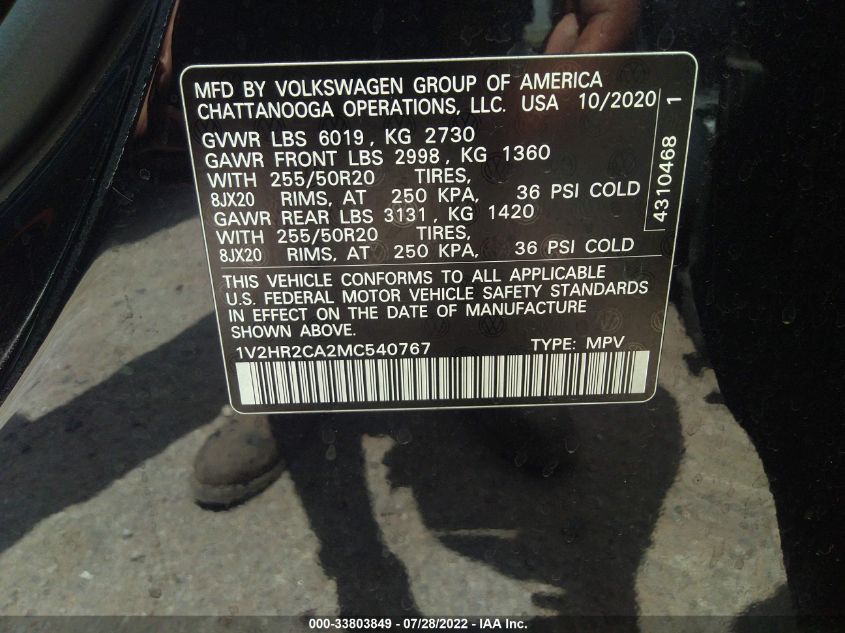 MFD BY VOLKSWAGEN GROUP OF AMERICA
CHATTANOOGA OPERATIONS, LLC. USA 10/2020
GVWR LBS 6019, KG 2730
GAWR FRONT LBS 2998, KG 1360
WITH 255/50R20 TIRES,
8JX20 RIMS, AT 250 KPA, 36 PSI COLD
GAWR REAR LBS 3131, KG 1420
WITH 255/50R20 TIRES,
8JX20 RIMS, AT 250 KPA, 36 PSI COLD
4310468 1
THIS VEHICLE CONFORMS TO ALL APPLICABLE
U.S. FEDERAL MOTOR VEHICLE SAFETY STANDARDS
IN EFFECT ON THE DATE OF MANUFACTURE
SHOWN ABOVE.
1V2HR2CA2MC540767 TYPE: MPV
000-33803849 - 07/28/2022 - IAA Inc.